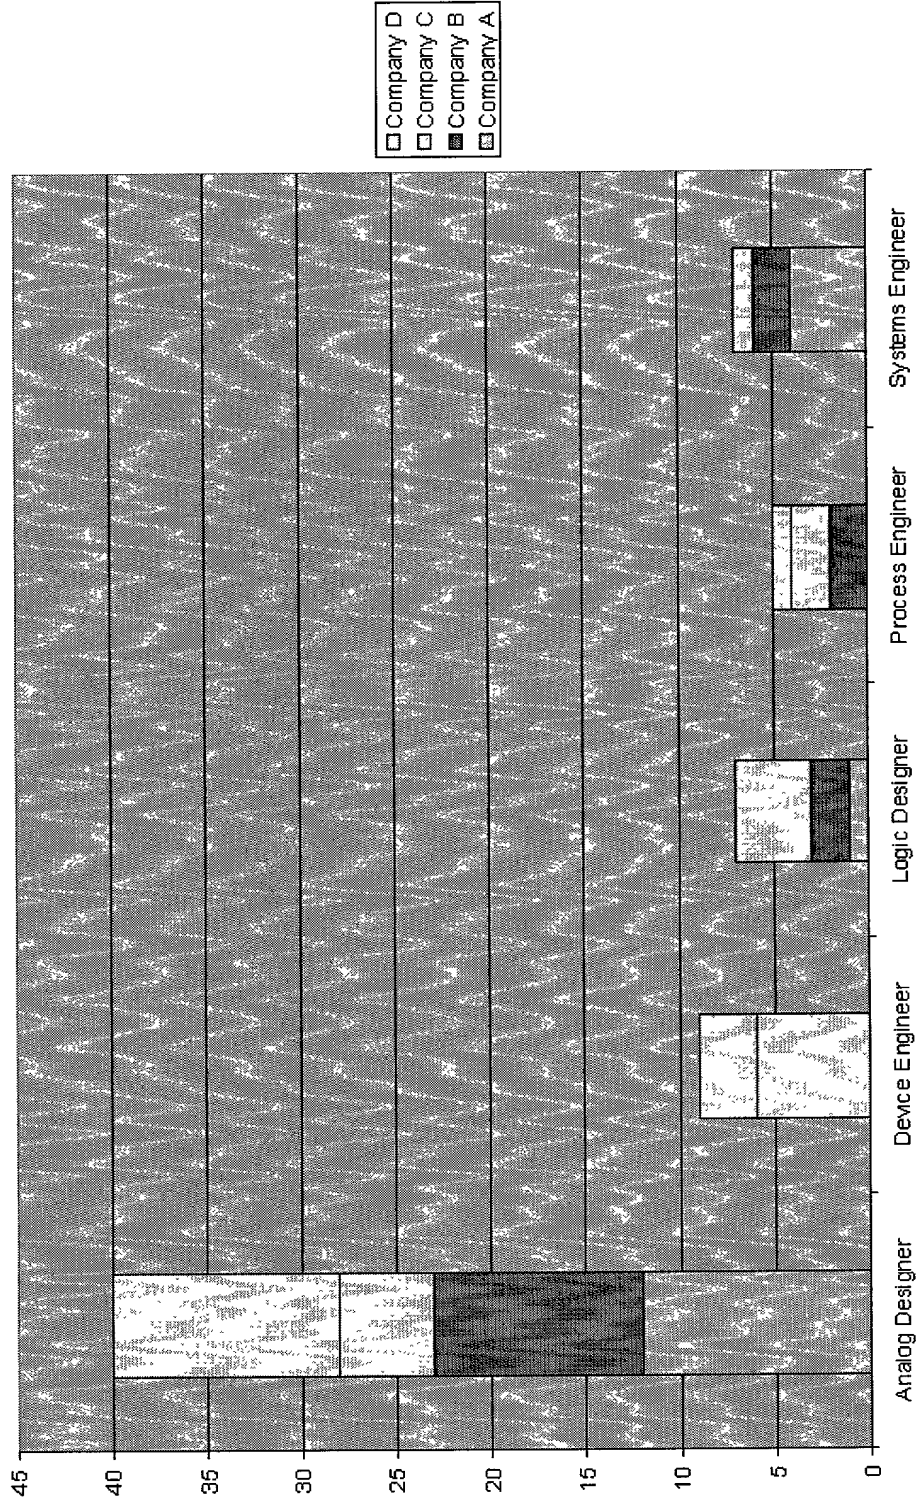 45
40
35
30
25
20
15
10
5
0
Analog Designer
Device Engineer
Logic Designer
Process Engineer
Systems Engineer
Company D
Company C
Company B
Company A